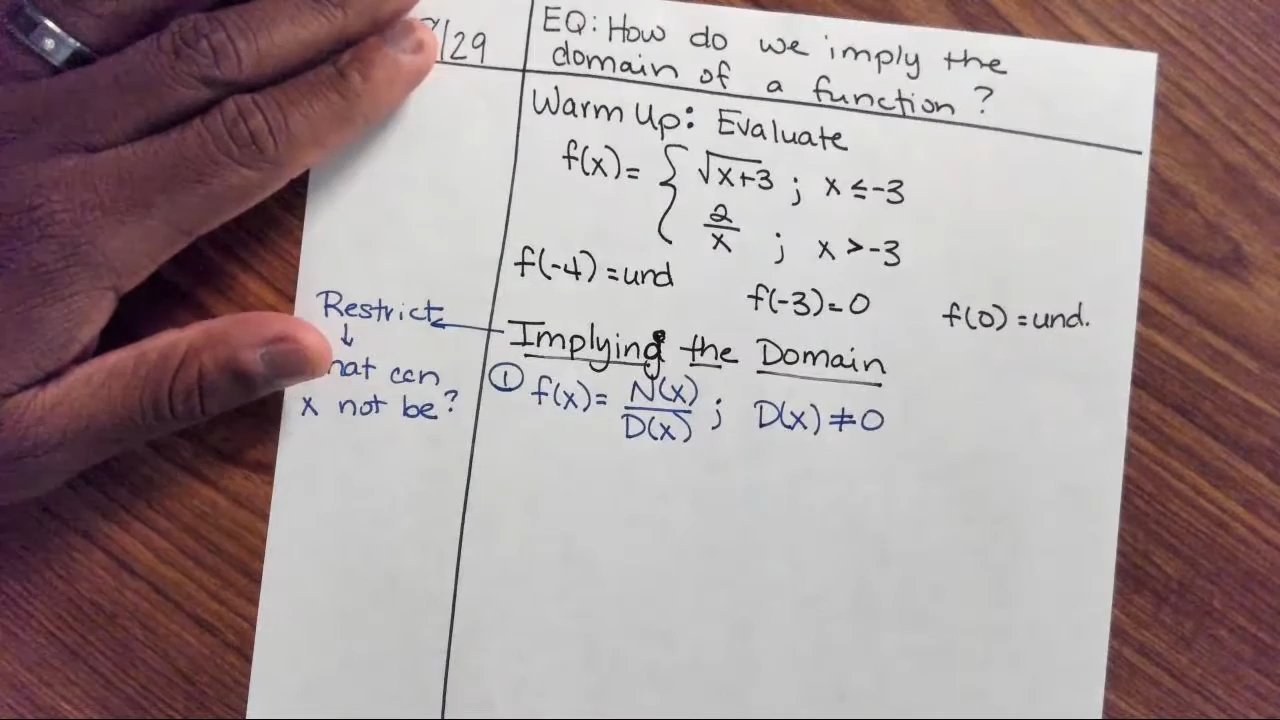 /29
EQ: How do we imply the
domain of a function?
Warm Up: Evaluate
f(x) = { √x+3 ; x ≤ -3
2/x ; x > -3
f(-4) = und
f(-3) = 0
f(0) = und.
Implying the Domain
① f(x) = N(x)/D(x) ; D(x) ≠ 0
Restrict
↓
hat can
x not be?